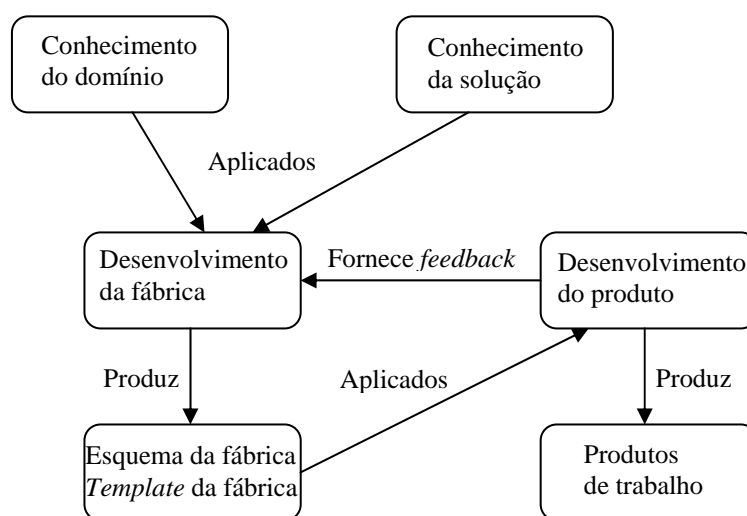 Conhecimento
do domínio
Conhecimento
da solução
Aplicados
Desenvolvimento
da fábrica
Fornece feedback
Desenvolvimento
do produto
Produz
Aplicados
Produz
Esquema da fábrica
Template da fábrica
Produtos
de trabalho